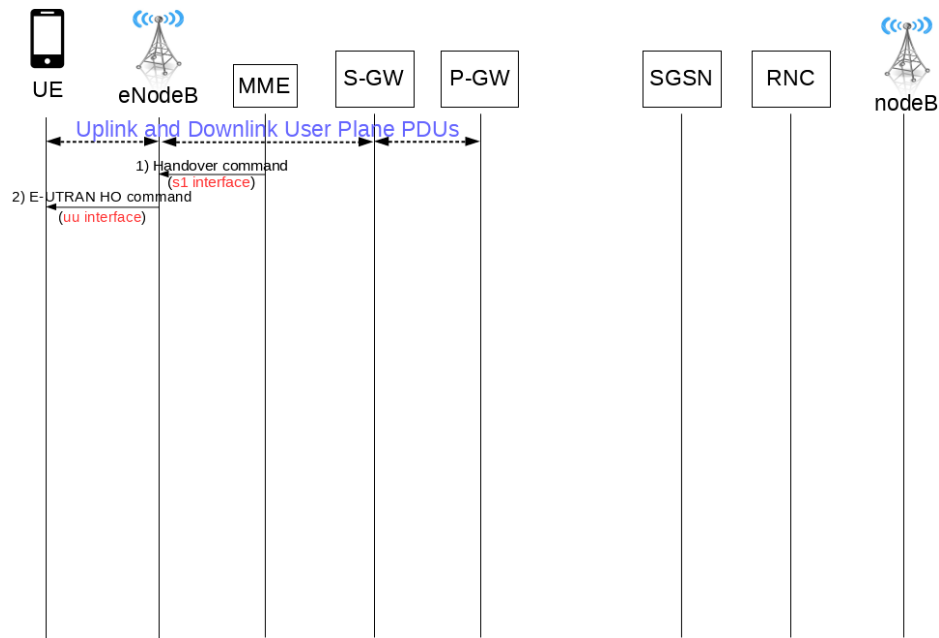 UE
eNodeB
MME
S-GW
P-GW
SGSN
RNC
nodeB
Uplink and Downlink User Plane PDUs
1) Handover command
(s1 interface)
2) E-UTRAN HO command
(uu interface)